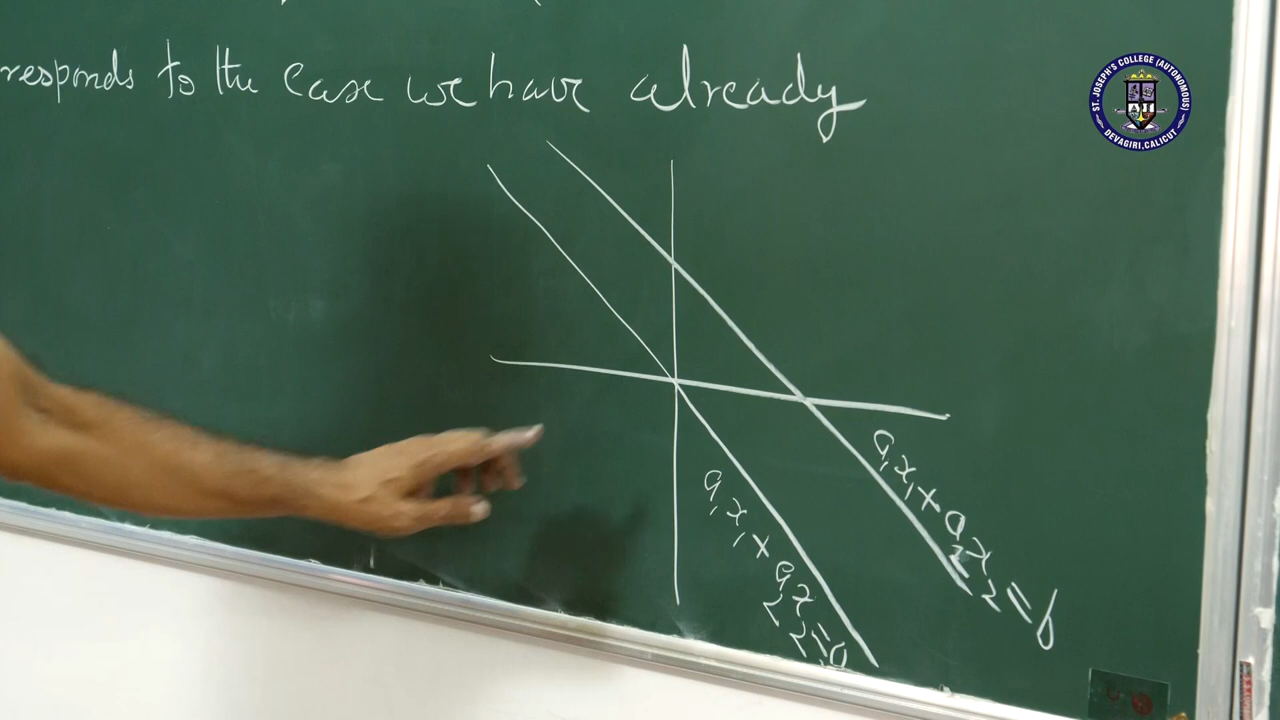 responds to the case we have already
a₁x₁ + a₂x₂ = b
a₁x₁ + a₂x₂ = 0
ST. JOSEPH'S COLLEGE (AUTONOMOUS)
DEVAGIRI, CALICUT